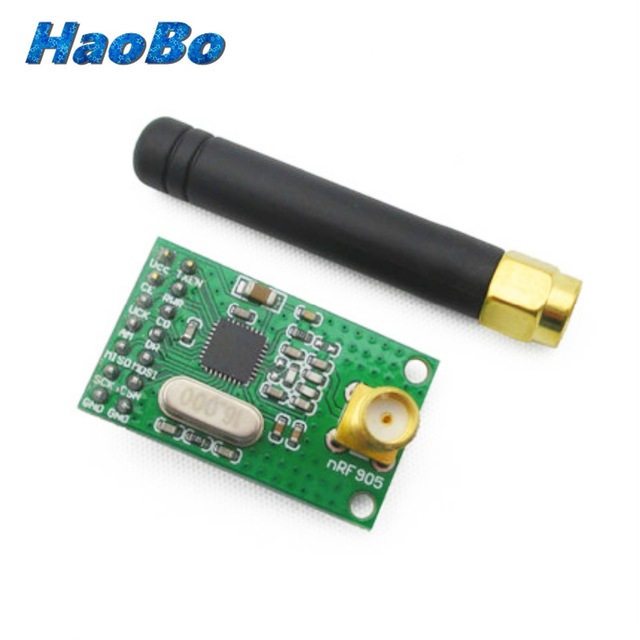 HaoBo
VCC TXEN
CE PWR
UCK CD
AM DR
MISO MOSI
SCK CSN
GND GND
16.000
nRF905